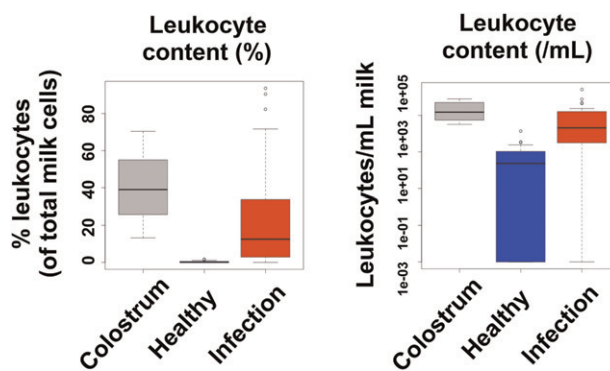 Leukocyte
content (%)
% leukocytes
(of total milk cells)
80
60
40
20
0
Colostrum
Healthy
Infection
Leukocyte
content (/mL)
Leukocytes/mL milk
1e+05
1e+03
1e+01
1e-01
1e-03
Colostrum
Healthy
Infection